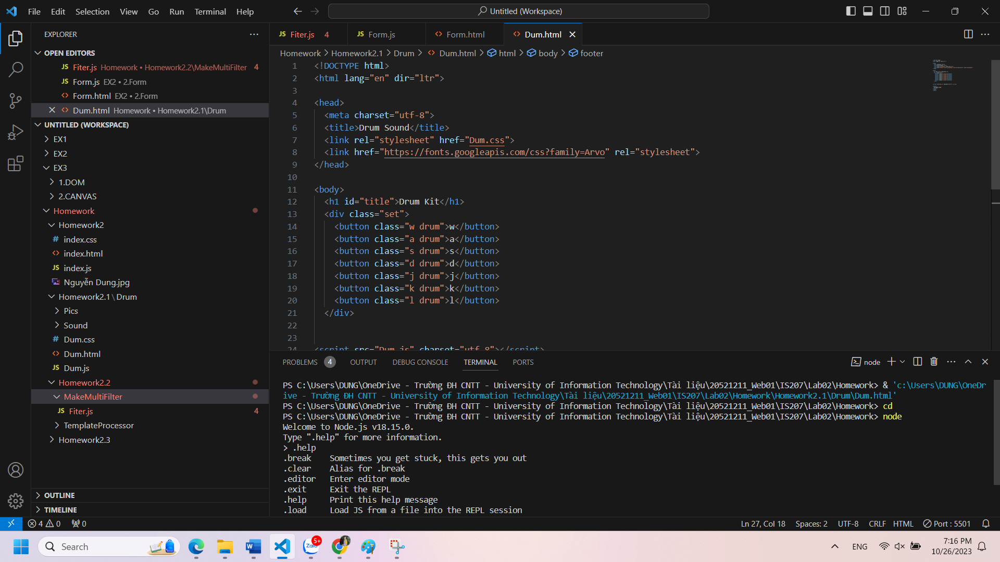 File Edit Selection View Go Run Terminal Help
Untitled (Workspace)
EXPLORER
OPEN EDITORS
JS Fiter.js Homework • Homework2.2\MakeMultiFilter 4
JS Form.js EX2 • 2.Form
Form.html EX2 • 2.Form
Dum.html Homework • Homework2.1\Drum
UNTITLED (WORKSPACE)
EX1
EX2
EX3
1.DOM
2.CANVAS
Homework
Homework2
# index.css
index.html
JS index.js
Nguyễn Dung.jpg
Homework2.1\Drum
Pics
Sound
# Dum.css
Dum.html
JS Dum.js
Homework2.2
MakeMultiFilter
JS Fiter.js 4
TemplateProcessor
Homework2.3
OUTLINE
TIMELINE
JS Fiter.js 4 JS Form.js Form.html Dum.html
Homework > Homework2.1 > Drum > Dum.html > html > body > footer
1 <!DOCTYPE html>
2 <html lang="en" dir="ltr">
3
4 <head>
5 <meta charset="utf-8">
6 <title>Drum Sound</title>
7 <link rel="stylesheet" href="Dum.css">
8 <link href="https://fonts.googleapis.com/css?family=Arvo" rel="stylesheet">
9 </head>
10
11 <body>
12 <h1 id="title">Drum Kit</h1>
13 <div class="set">
14 <button class="w drum">w</button>
15 <button class="a drum">a</button>
16 <button class="s drum">s</button>
17 <button class="d drum">d</button>
18 <button class="j drum">j</button>
19 <button class="k drum">k</button>
20 <button class="l drum">l</button>
21 </div>
22
23
24 <script src="Dum.js" charset="utf-8"></script>
PROBLEMS 4 OUTPUT DEBUG CONSOLE TERMINAL PORTS
node
PS C:\Users\DUNG\OneDrive - Trường ĐH CNTT - University of Information Technology\Tài liệu\20521211_Web01\IS207\Lab02\Homework> & 'c:\Users\DUNG\OneDr
ive - Trường ĐH CNTT - University of Information Technology\Tài liệu\20521211_Web01\IS207\Lab02\Homework\Homework2.1\Drum\Dum.html'
PS C:\Users\DUNG\OneDrive - Trường ĐH CNTT - University of Information Technology\Tài liệu\20521211_Web01\IS207\Lab02\Homework> cd
PS C:\Users\DUNG\OneDrive - Trường ĐH CNTT - University of Information Technology\Tài liệu\20521211_Web01\IS207\Lab02\Homework> node
Welcome to Node.js v18.15.0.
Type ".help" for more information.
> .help
.break Sometimes you get stuck, this gets you out
.clear Alias for .break
.editor Enter editor mode
.exit Exit the REPL
.help Print this help message
.load Load JS from a file into the REPL session
4 0 0
Ln 27, Col 18 Spaces: 2 UTF-8 CRLF HTML Port : 5501
Search
Zalo 5+
ENG
7:16 PM
10/26/2023